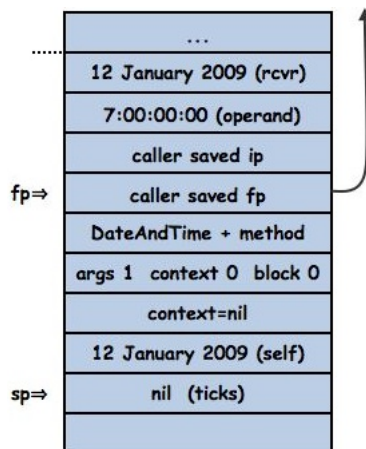 ...
12 January 2009 (rcvr)
7:00:00:00 (operand)
caller saved ip
fp⇒ caller saved fp
DateAndTime + method
args 1 context 0 block 0
context=nil
12 January 2009 (self)
sp⇒ nil (ticks)